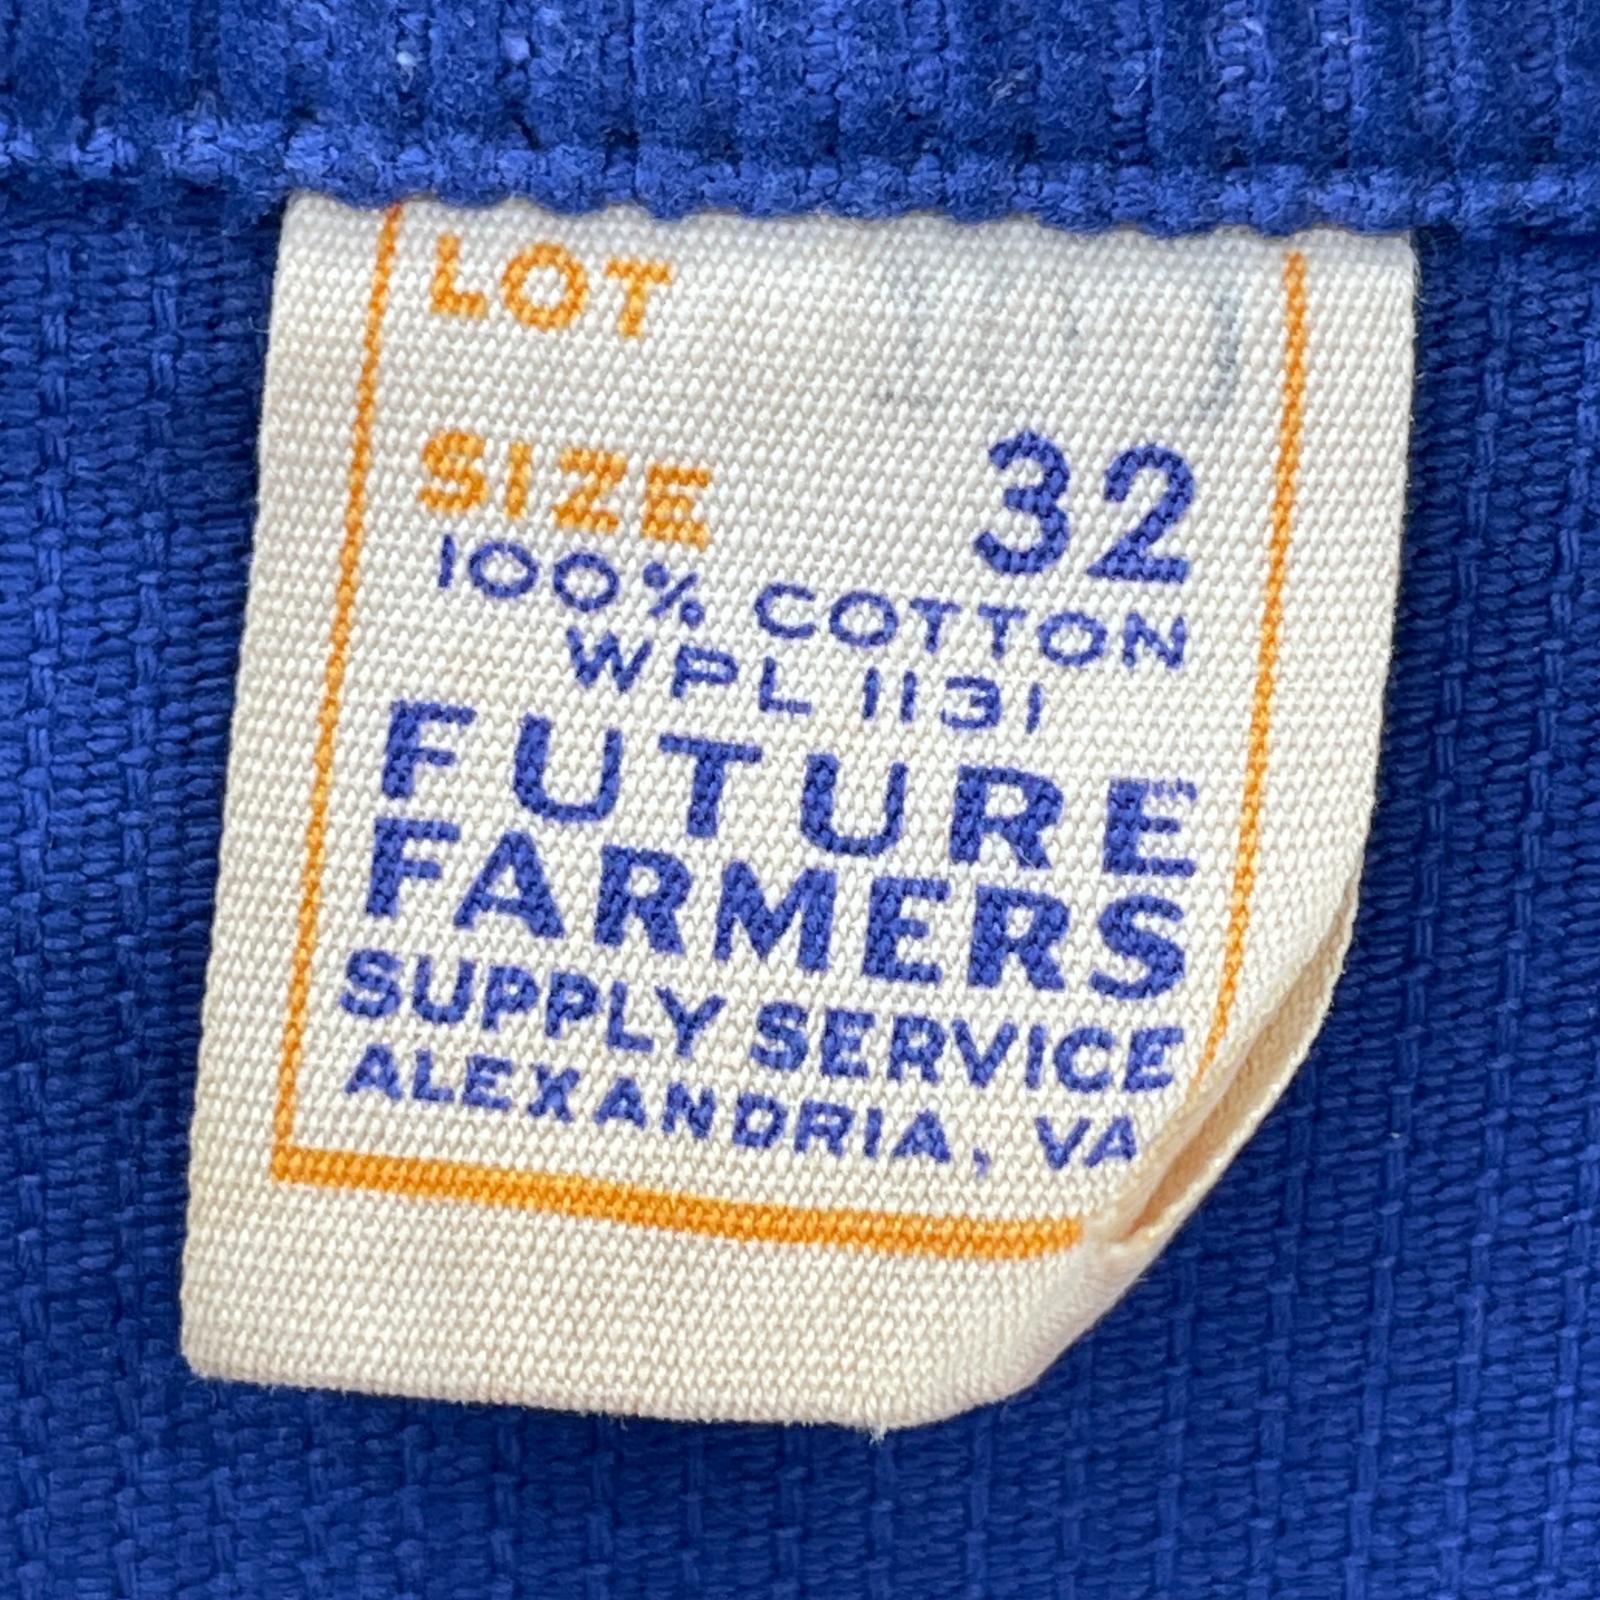 LOT
SIZE 32
100% COTTON
WPL 1131
FUTURE
FARMERS
SUPPLY SERVICE
ALEXANDRIA, VA